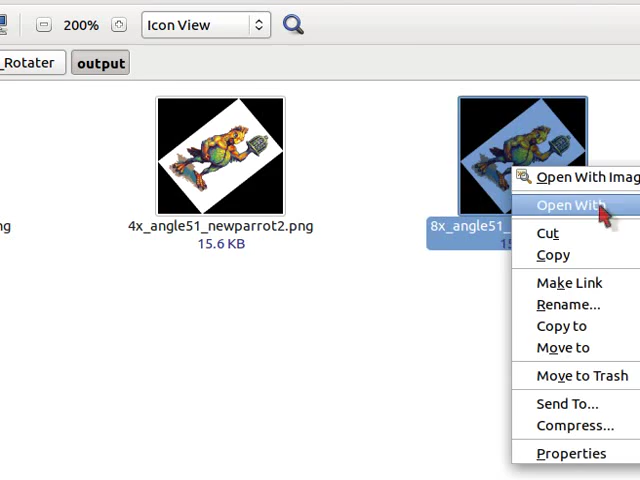 200% Icon View
_Rotater output
ng
4x_angle51_newparrot2.png
15.6 KB
8x_angle51_
15
Open With Imag
Open With
Cut
Copy
Make Link
Rename...
Copy to
Move to
Move to Trash
Send To...
Compress...
Properties